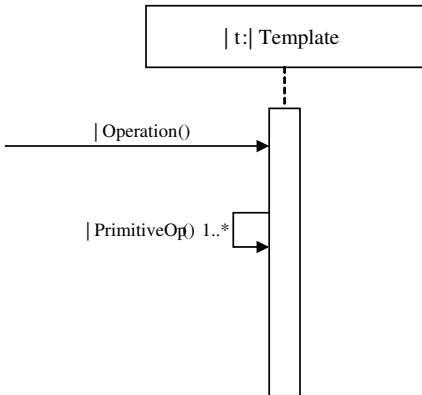 | t:| Template
| Operation()
| PrimitiveOp() 1..*